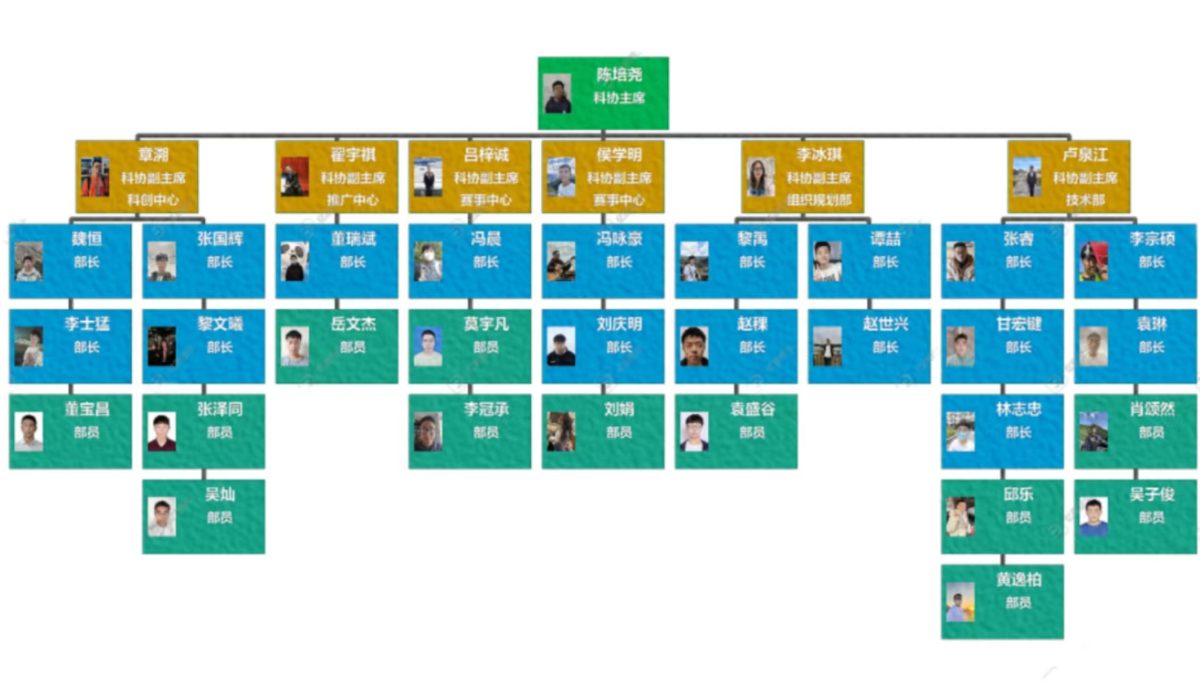 陈培尧
科协主席
章溯
科协副主席
科创中心
翟宇祺
科协副主席
推广中心
吕梓诚
科协副主席
赛事中心
侯学明
科协副主席
赛事中心
李冰琪
科协副主席
组织规划部
卢泉江
科协副主席
技术部
魏恒
部长
张国辉
部长
董瑞斌
部长
冯晨
部长
冯咏豪
部长
黎禹
部长
谭喆
部长
张睿
部长
李宗硕
部长
李士猛
部长
黎文曦
部长
岳文杰
部员
莫宇凡
部员
刘庆明
部长
赵稞
部长
赵世兴
部长
甘宏键
部长
袁琳
部长
董宝昌
部员
张泽同
部员
李冠承
部员
刘娟
部员
袁盛谷
部员
林志忠
部长
肖颂然
部员
吴灿
部员
邱乐
部员
吴子俊
部员
黄逸柏
部员